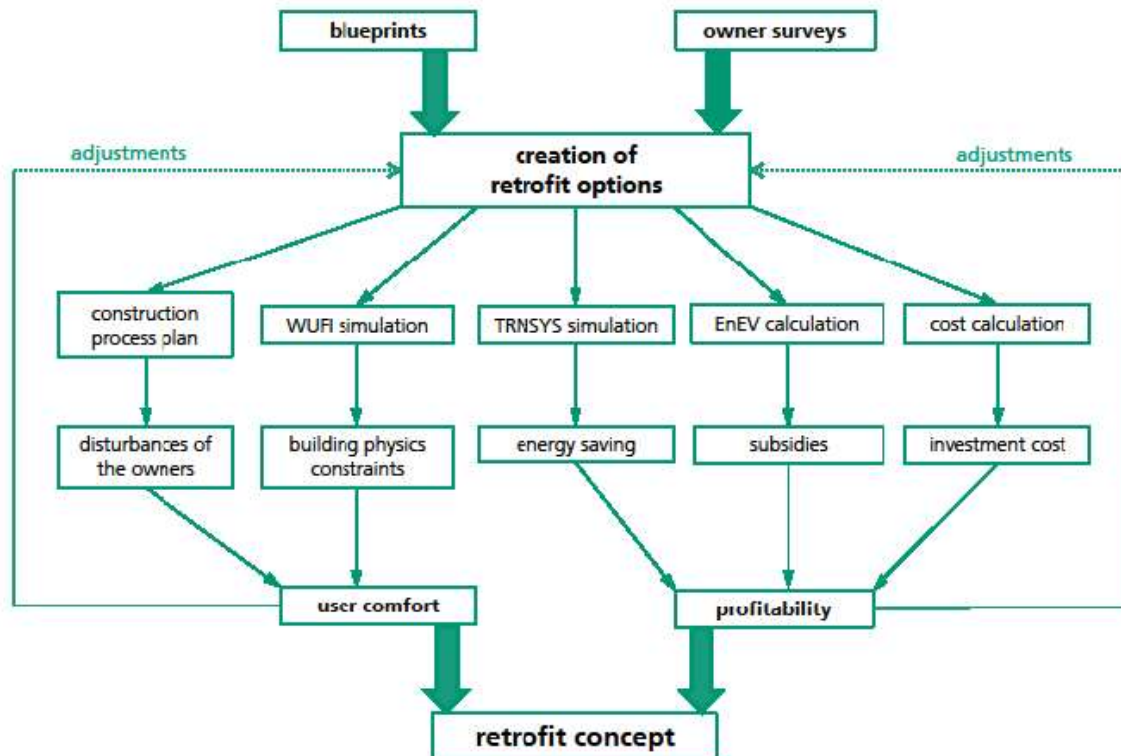 blueprints
owner surveys
adjustments
creation of
retrofit options
adjustments
construction
process plan
WUFI simulation
TRNSYS simulation
EnEV calculation
cost calculation
disturbances of
the owners
building physics
constraints
energy saving
subsidies
investment cost
user comfort
profitability
retrofit concept